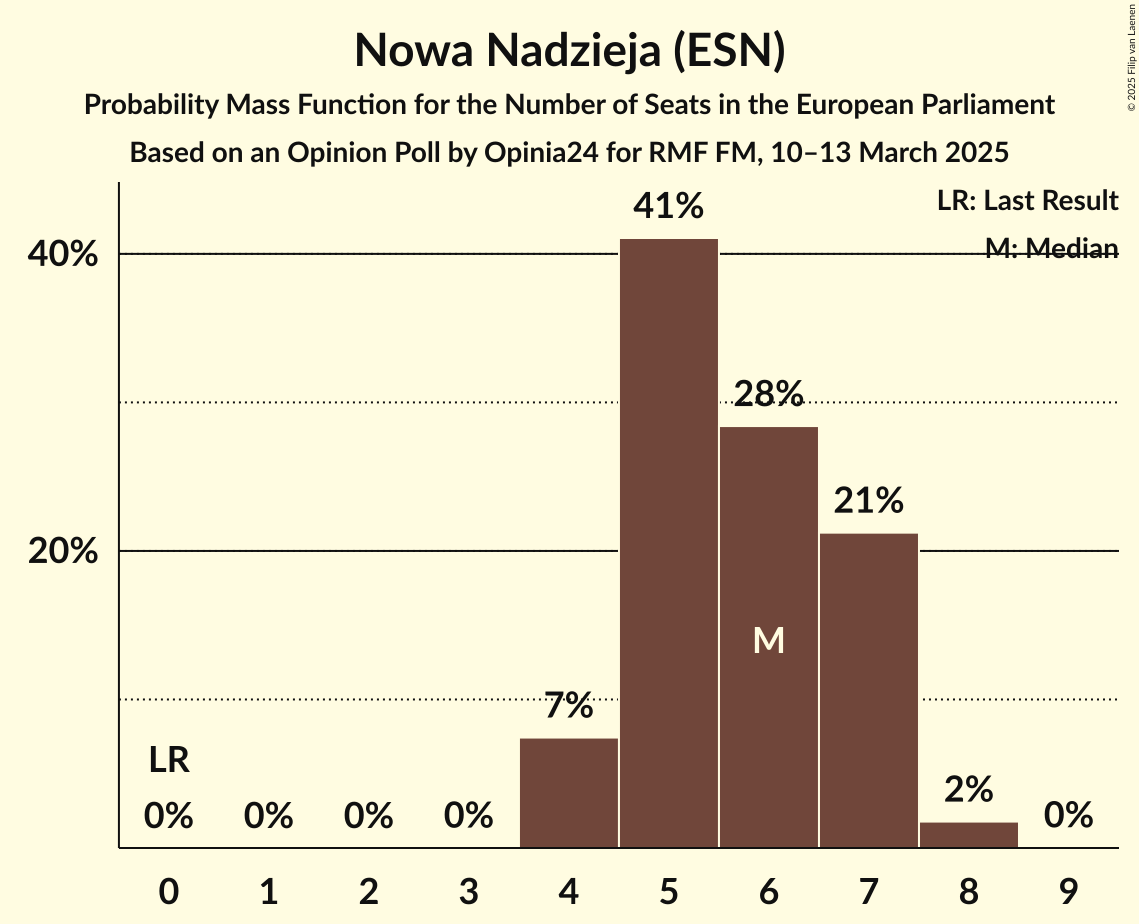 Nowa Nadzieja (ESN)
Probability Mass Function for the Number of Seats in the European Parliament
Based on an Opinion Poll by Opinia24 for RMF FM, 10–13 March 2025
© 2025 Filip van Laenen
LR: Last Result
M: Median
40%
20%
41%
28%
21%
M
7%
2%
LR
0%
0%
0%
0%
0%
0
1
2
3
4
5
6
7
8
9